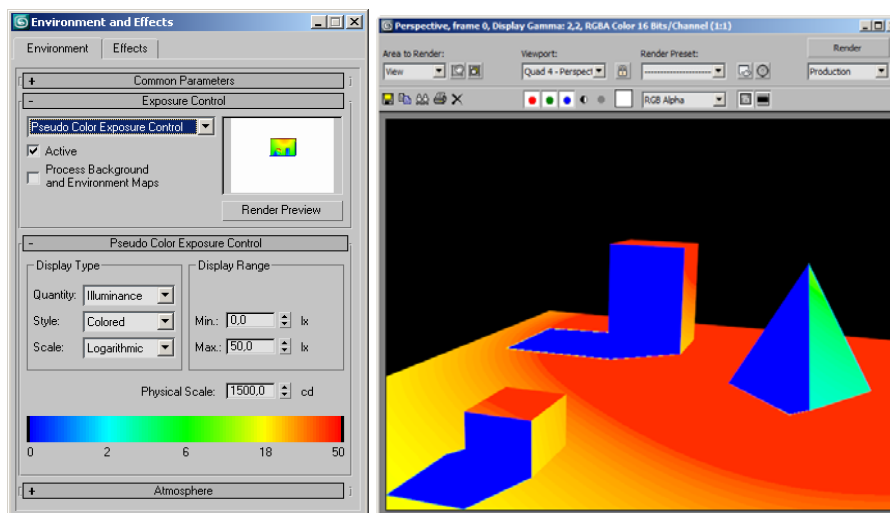 Environment and Effects
Environment
Effects
+ Common Parameters
- Exposure Control
Pseudo Color Exposure Control
Active
Process Background
and Environment Maps
Render Preview
- Pseudo Color Exposure Control
Display Type
Display Range
Quantity: Illuminance
Style: Colored
Min.: 0,0 lx
Scale: Logarithmic
Max.: 50,0 lx
Physical Scale: 1500,0 cd
0 2 6 18 50
+ Atmosphere
Perspective, frame 0, Display Gamma: 2,2, RGBA Color 16 Bits/Channel (1:1)
Area to Render:
Viewport:
Render Preset:
Render
View
Quad 4 - Perspect
Production
RGB Alpha